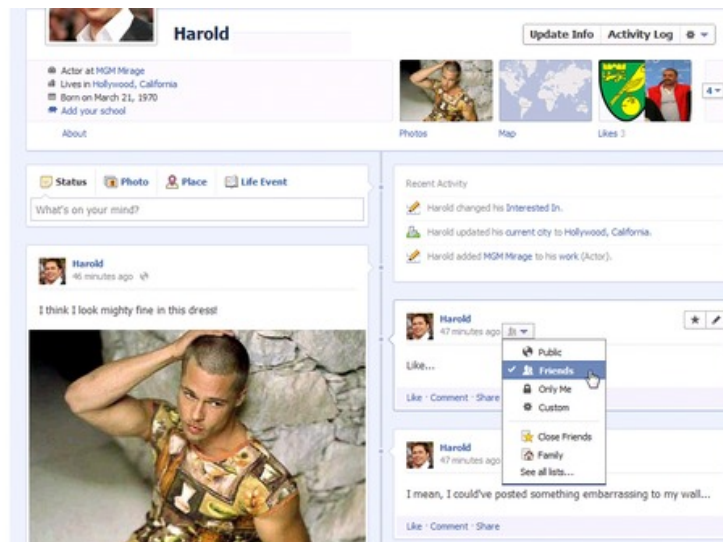 Harold
Update Info
Activity Log
Actor at MGM Mirage
Lives in Hollywood, California
Born on March 21, 1970
Add your school
About
Photos
Map
Likes 3
4
Status
Photo
Place
Life Event
What's on your mind?
Harold
46 minutes ago
I think I look mighty fine in this dress!
Recent Activity
Harold changed his Interested In.
Harold updated his current city to Hollywood, California.
Harold added MGM Mirage to his work (Actor).
Harold
47 minutes ago
Like...
Like · Comment · Share
Public
Friends
Only Me
Custom
Close Friends
Family
See all lists...
Harold
47 minutes ago
I mean, I could've posted something embarrassing to my wall...
Like · Comment · Share